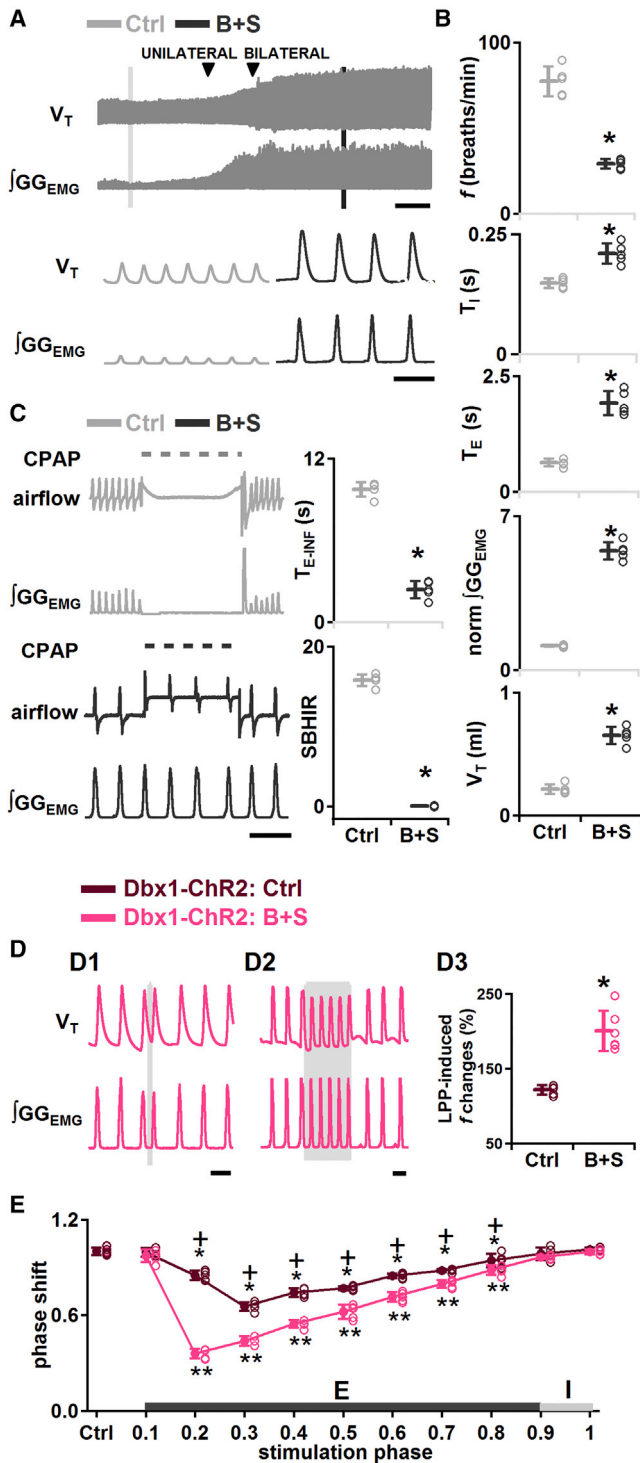 A
Ctrl B+S
UNILATERAL BILATERAL
V_T
∫GG_EMG
V_T
∫GG_EMG
B
100
f (breaths/min)
0
*
0.25
T_I (s)
0
*
2.5
T_E (s)
0
*
7
norm ∫GG_EMG
0
*
1
V_T (ml)
0
*
Ctrl B+S
C
Ctrl B+S
CPAP
airflow
∫GG_EMG
CPAP
airflow
∫GG_EMG
12
T_E-INF (s)
0
*
20
SBHIR
0
*
Ctrl B+S
Dbx1-ChR2: Ctrl
Dbx1-ChR2: B+S
D
D1 D2 D3
V_T
∫GG_EMG
250
150
50
LPP-induced
f changes (%)
*
Ctrl B+S
E
1.2
0.6
0.0
phase shift
+ + + + + + +
* * * * * * *
** ** ** ** ** ** **
E I
Ctrl 0.1 0.2 0.3 0.4 0.5 0.6 0.7 0.8 0.9 1
stimulation phase